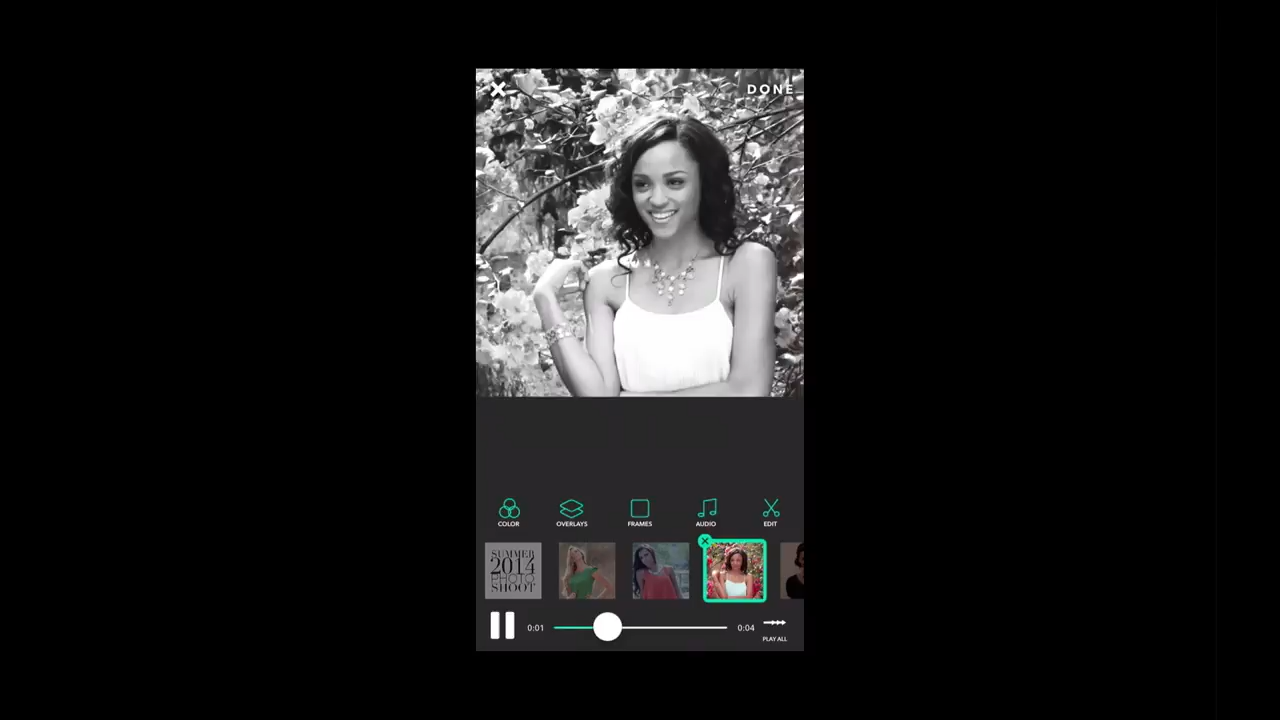 DONE
COLOR OVERLAYS FRAMES AUDIO EDIT
SUMMER
2014
PHOTO
SHOOT
0:01 0:04
PLAY ALL